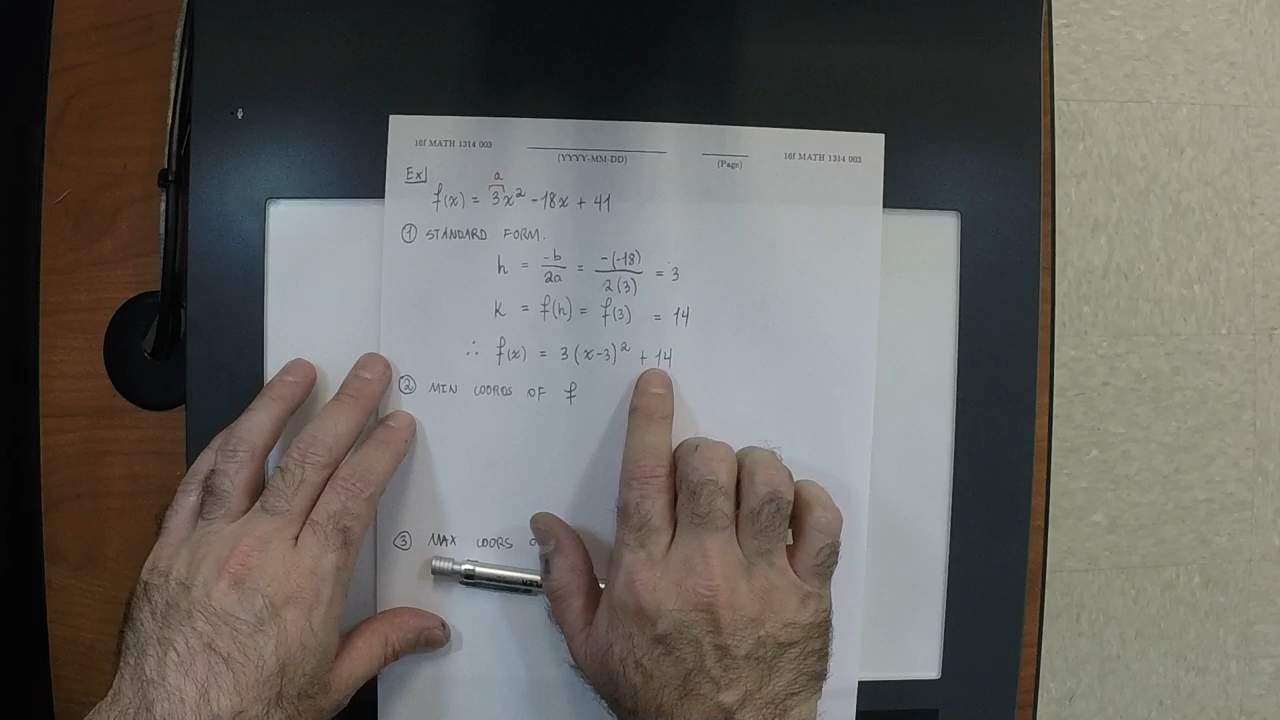 16f MATH 1314 003 (YYYY-MM-DD) (Page) 16f MATH 1314 003
Ex|
a
f(x) = 3x² - 18x + 41
① STANDARD FORM.
h = -b/2a = -(-18)/2(3) = 3
K = f(h) = f(3) = 14
∴ f(x) = 3(x-3)² + 14
② MIN COORDS OF f
③ MAX COORS